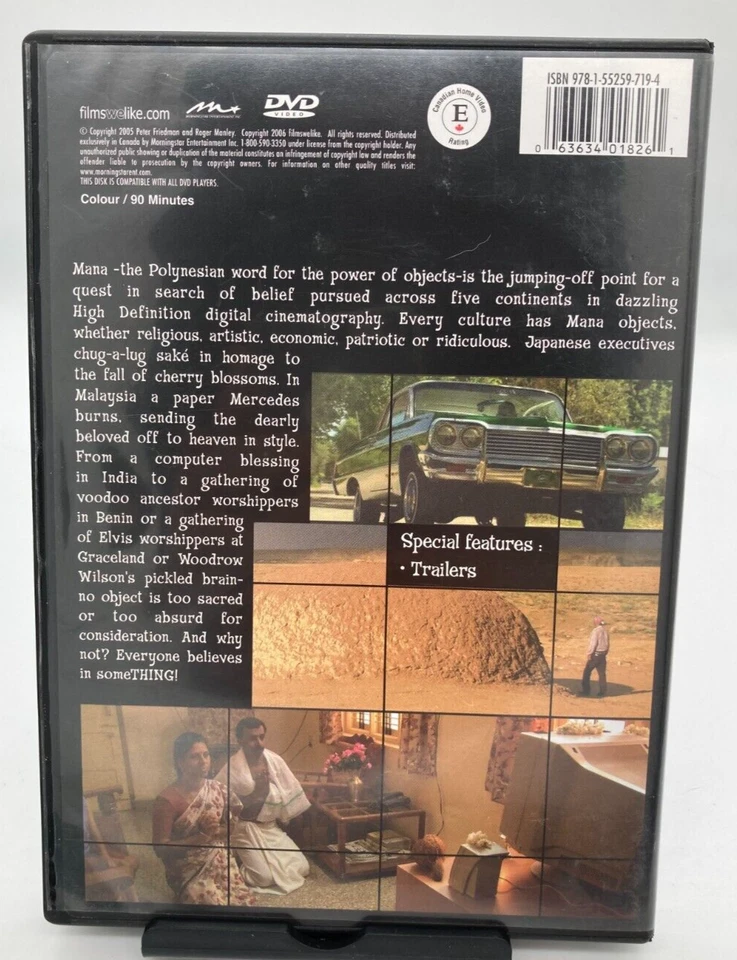 filmswelike.com
DVD
VIDEO
Canadian Home Video
E
Rating
ISBN 978-1-55259-719-4
0 63634 01826 1
© Copyright 2005 Peter Friedman and Roger Manley. Copyright 2006 filmswelike. All rights reserved. Distributed
exclusively in Canada by Morningstar Entertainment Inc. 1-800-590-3350 under license from the copyright holder. Any
unauthorized public showing or duplication of the material constitutes an infringement of copyright law and renders the
offender liable to prosecution by the copyright owners. For information on other quality titles visit:
www.morningstarent.com
THIS DISK IS COMPATIBLE WITH ALL DVD PLAYERS.
Colour / 90 Minutes
Mana -the Polynesian word for the power of objects-is the jumping-off point for a
quest in search of belief pursued across five continents in dazzling
High Definition digital cinematography. Every culture has Mana objects,
whether religious, artistic, economic, patriotic or ridiculous. Japanese executives
chug-a-lug saké in homage to
the fall of cherry blossoms. In
Malaysia a paper Mercedes
burns, sending the dearly
beloved off to heaven in style.
From a computer blessing
in India to a gathering of
voodoo ancestor worshippers
in Benin or a gathering
of Elvis worshippers at
Graceland or Woodrow
Wilson's pickled brain-
no object is too sacred
or too absurd for
consideration. And why
not? Everyone believes
in someTHING!
Special features :
• Trailers